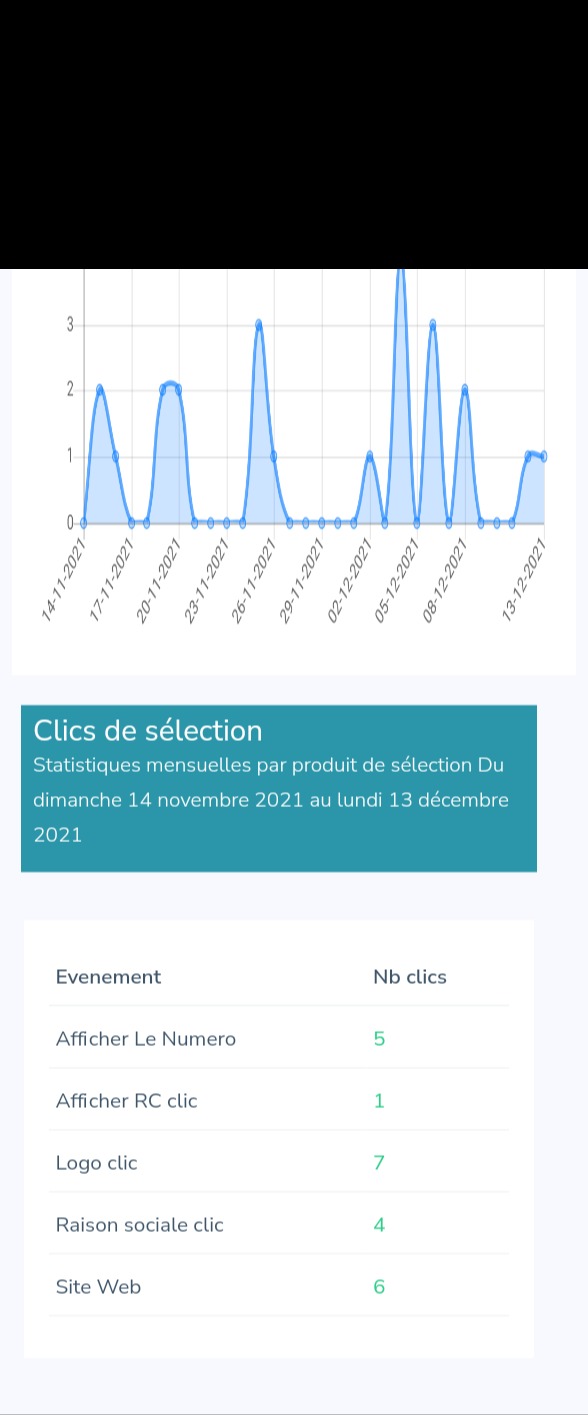 3
2
1
0
14-11-2021
17-11-2021
20-11-2021
23-11-2021
26-11-2021
29-11-2021
02-12-2021
05-12-2021
08-12-2021
13-12-2021
Clics de sélection
Statistiques mensuelles par produit de sélection Du
dimanche 14 novembre 2021 au lundi 13 décembre
2021
Evenement Nb clics
Afficher Le Numero 5
Afficher RC clic 1
Logo clic 7
Raison sociale clic 4
Site Web 6